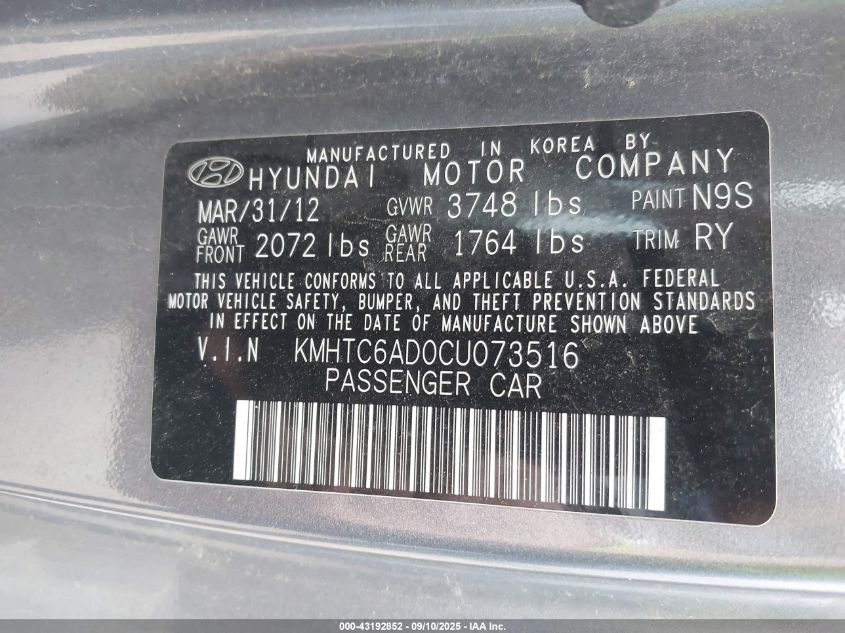 MANUFACTURED IN KOREA BY
HYUNDAI MOTOR COMPANY
MAR/31/12 GVWR 3748 lbs PAINT N9S
GAWR FRONT 2072 lbs GAWR REAR 1764 lbs TRIM RY
THIS VEHICLE CONFORMS TO ALL APPLICABLE U.S.A. FEDERAL
MOTOR VEHICLE SAFETY, BUMPER, AND THEFT PREVENTION STANDARDS
IN EFFECT ON THE DATE OF MANUFACTURE SHOWN ABOVE
V.I.N KMHTC6AD0CU073516
PASSENGER CAR
000-43192852 - 09/10/2025 - IAA Inc.